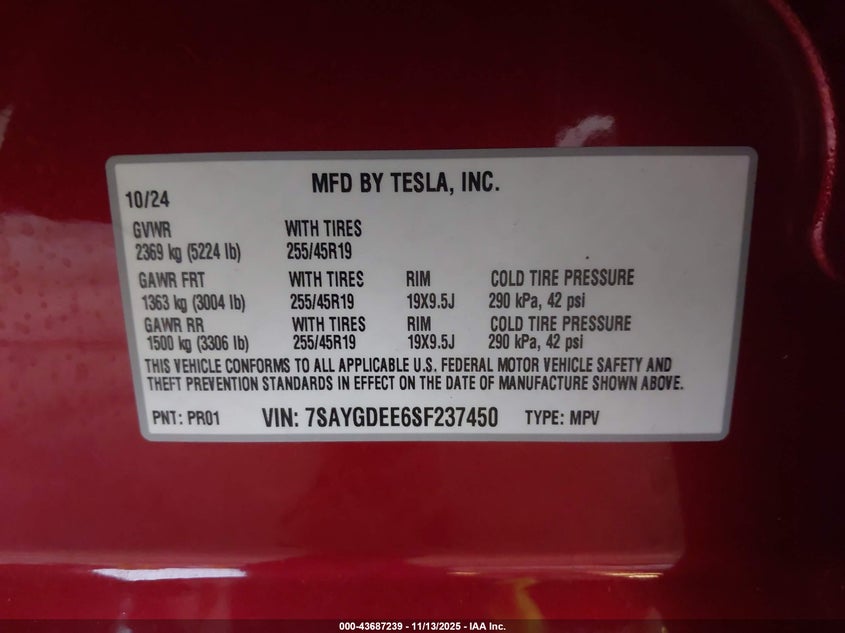 MFD BY TESLA, INC.
10/24
GVWR WITH TIRES
2369 kg (5224 lb) 255/45R19
GAWR FRT WITH TIRES RIM COLD TIRE PRESSURE
1363 kg (3004 lb) 255/45R19 19X9.5J 290 kPa, 42 psi
GAWR RR WITH TIRES RIM COLD TIRE PRESSURE
1500 kg (3306 lb) 255/45R19 19X9.5J 290 kPa, 42 psi
THIS VEHICLE CONFORMS TO ALL APPLICABLE U.S. FEDERAL MOTOR VEHICLE SAFETY AND
THEFT PREVENTION STANDARDS IN EFFECT ON THE DATE OF MANUFACTURE SHOWN ABOVE.
PNT: PR01 VIN: 7SAYGDEE6SF237450 TYPE: MPV
000-43687239 - 11/13/2025 - IAA Inc.